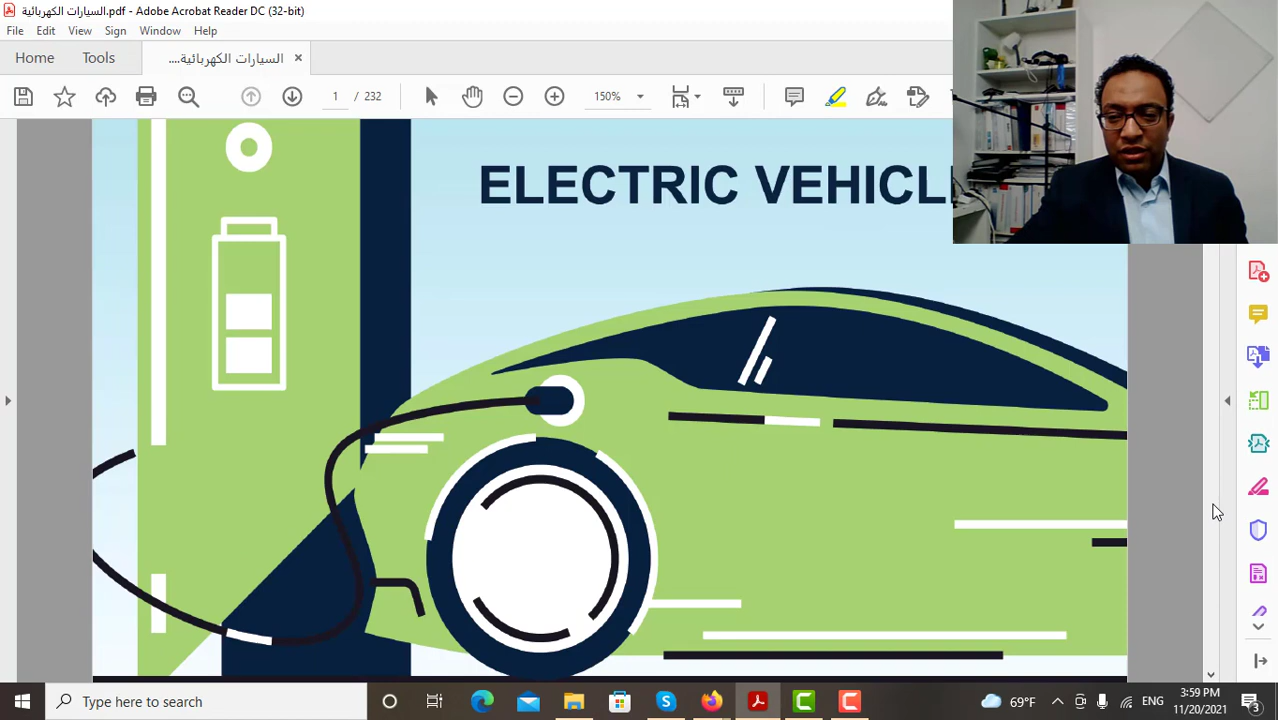 السيارات الكهربائية.pdf - Adobe Acrobat Reader DC (32-bit)
File Edit View Sign Window Help
Home Tools السيارات الكهربائية....
1 232 150%
ELECTRIC VEHICL
Type here to search
69°F ENG 3:59 PM
11/20/2021 3